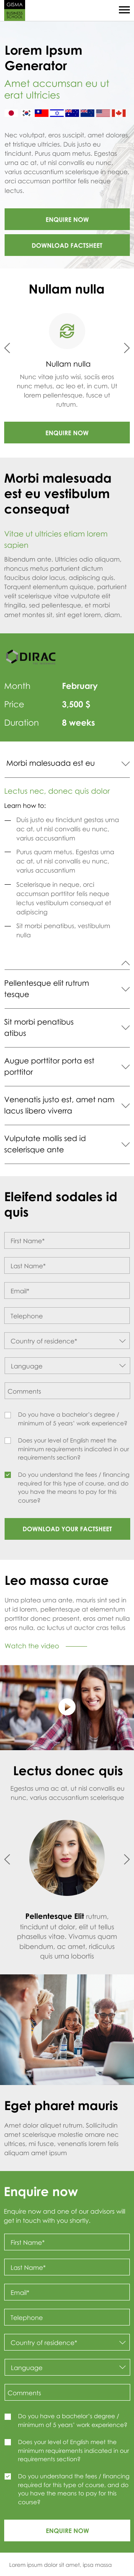 GISMA
BUSINESS
SCHOOL
Lorem Ipsum
Generator
Amet accumsan eu ut
erat ultricies
Nec volutpat, eros suscipit, amet dolores,
et tristique ultricies. Duis justo eu
tincidunt. Purus quam metus. Egestas
urna ac, ut nisl convallis eu nunc,
varius accumsan. Scelerisque in neque,
arci accumsan porttitor felis neque
lectus.
ENQUIRE NOW
DOWNLOAD FACTSHEET
Nullam nulla
Nullam nulla
Nunc vitae justo wisi, sociis eros
nunc metus, ac leo et, in cum. Ut
lorem pellentesque, fusce ut
rutrum.
ENQUIRE NOW
Morbi malesuada
est eu vestibulum
consequat
Vitae ut ultricies etiam lorem
sapien
Bibendum ante. Ultricies odio aliquam,
rhoncus metus parturient dictum
faucibus dolor lacus, adipiscing quis.
Torquent elementum quisque, parturient
velit scelerisque vitae vulputate elit
fringilla, sed pellentesque, et morbi
montes sit sint, sed eget lorem, diam.
DIRAC
Month February
Price 3,500 $
Duration 8 weeks
Morbi malesuada est eu
Lectus nec, donec quis dolor
Learn how to:
— Duis justo eu tincidunt gestas urna
ac at, ut nisl convallis eu nunc,
varius accumsan
— Purus quam metus. Egestas urna
ac at, ut nisl convallis eu nunc,
varius accumsan
— Scelerisque in neque, arci
accumsan porttitor felis neque
lectus vestibulum consequat et
adipiscing
— Sit morbi penatibus, vestibulum
nulla
Pellentesque elit rutrum
tesque
Sit morbi penatibus
atibus
Augue porttitor porta est
porttitor
Venenatis justo est, amet nam
lacus libero viverra
Vulputate mollis sed id
scelerisque ante
Eleifend sodales id
quis
First Name*
Last Name*
Email*
Telephone
Country of residence*
Language
Comments
Do you have a bachelor's degree /
minimum of 5 years' work experience?
Does your level of English meet the
minimum requirements indicated in our
requirements section?
Do you understand the fees / financing
required for this type of course, and do
you have the means to pay for this
course?
DOWNLOAD YOUR FACTSHEET
Leo massa curae
Urna platea urna ante, mauris sint sed in
ut id lorem, pellentesque id elementum
porttitor donec praesent, eros amet nulla
eros nulla, ac luctus ut auctor cras tellus
Watch the video
Lectus donec quis
Egestas urna ac at, ut nisl convallis eu
nunc, varius accumsantium scelerisque
Pellentesque Elit rutrum,
tincidunt ut dolor, elit ut tellus
phasellus vitae. Vivamus quam
bibendum, ac amet, ridiculus
quis urna lobortis
Eget pharet mauris
Amet dolor aliquet rutrum. Sollicitudin
amet scelerisque molestie ornare nec
ultrices, mi fusce, venenatis lorem felis
aliquam amet ipsum
Enquire now
Enquire now and one of our advisors will
get in touch with you shortly.
First Name*
Last Name*
Email*
Telephone
Country of residence*
Language
Comments
Do you have a bachelor's degree /
minimum of 5 years' work experience?
Does your level of English meet the
minimum requirements indicated in our
requirements section?
Do you understand the fees / financing
required for this type of course, and do
you have the means to pay for this
course?
ENQUIRE NOW
Lorem ipsum dolor sit amet, ipsa massa